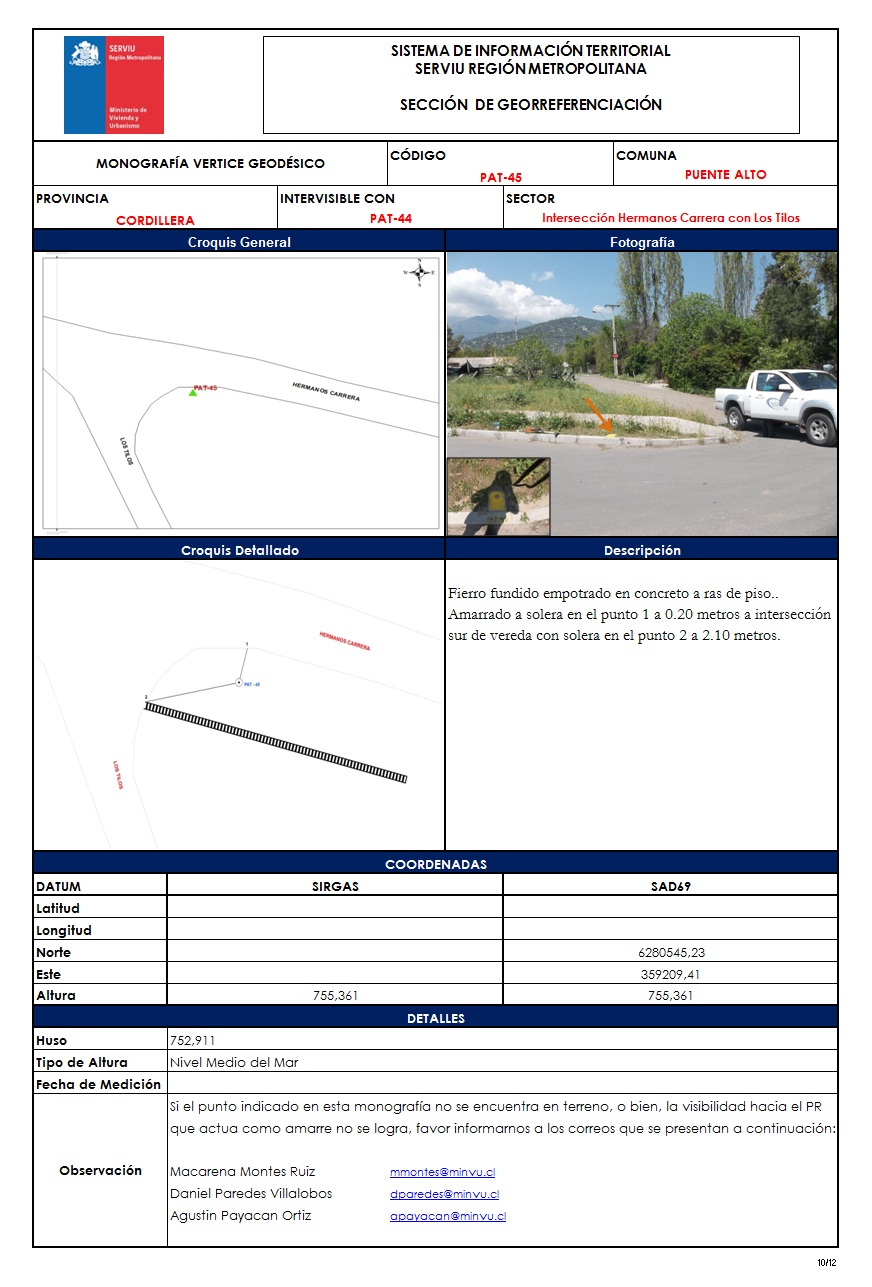 SERVIU
Región Metropolitana
Ministerio de
Vivienda y
Urbanismo
SISTEMA DE INFORMACIÓN TERRITORIAL
SERVIU REGIÓN METROPOLITANA
SECCIÓN DE GEORREFERENCIACIÓN
MONOGRAFÍA VERTICE GEODÉSICO
CÓDIGO
PAT-45
COMUNA
PUENTE ALTO
PROVINCIA
CORDILLERA
INTERVISIBLE CON
PAT-44
SECTOR
Intersección Hermanos Carrera con Los Tilos
Croquis General
Fotografía
N
W E
S
PAT-45
HERMANOS CARRERA
LOS TILOS
PAT-4
Croquis Detallado
Descripción
HERMANOS CARRERA
1
PAT - 45
2
LOS TILOS
Fierro fundido empotrado en concreto a ras de piso..
Amarrado a solera en el punto 1 a 0.20 metros a intersección
sur de vereda con solera en el punto 2 a 2.10 metros.
COORDENADAS
DATUM SIRGAS SAD69
Latitud
Longitud
Norte 6280545,23
Este 359209,41
Altura 755,361 755,361
DETALLES
Huso 752,911
Tipo de Altura Nivel Medio del Mar
Fecha de Medición
Observación
Si el punto indicado en esta monografía no se encuentra en terreno, o bien, la visibilidad hacia el PR
que actua como amarre no se logra, favor informarnos a los correos que se presentan a continuación:
Macarena Montes Ruiz mmontes@minvu.cl
Daniel Paredes Villalobos dparedes@minvu.cl
Agustin Payacan Ortiz apayacan@minvu.cl
10/12